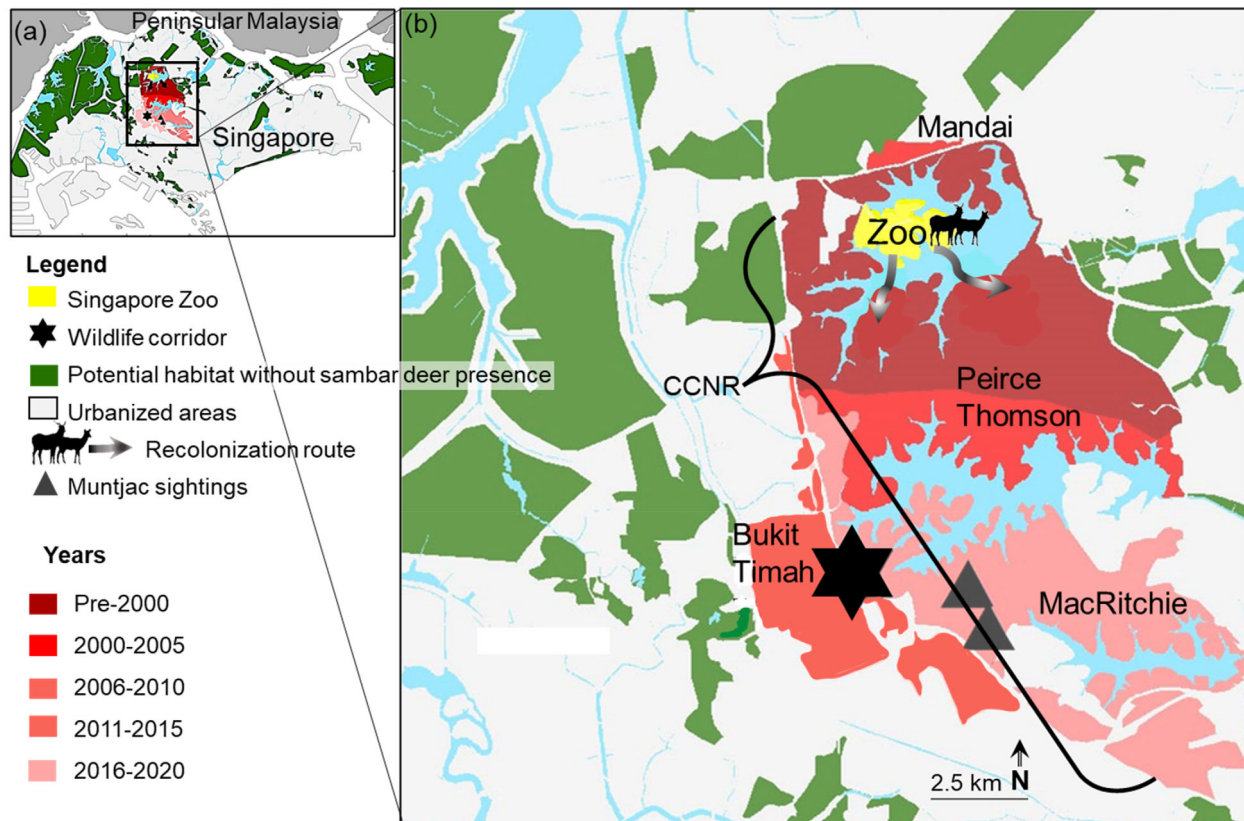 (a)
Peninsular Malaysia
Singapore
Legend
Singapore Zoo
Wildlife corridor
Potential habitat without sambar deer presence
Urbanized areas
Recolonization route
Muntjac sightings
Years
Pre-2000
2000-2005
2006-2010
2011-2015
2016-2020
(b)
Mandai
Zoo
CCNR
Peirce
Thomson
Bukit
Timah
MacRitchie
2.5 km N